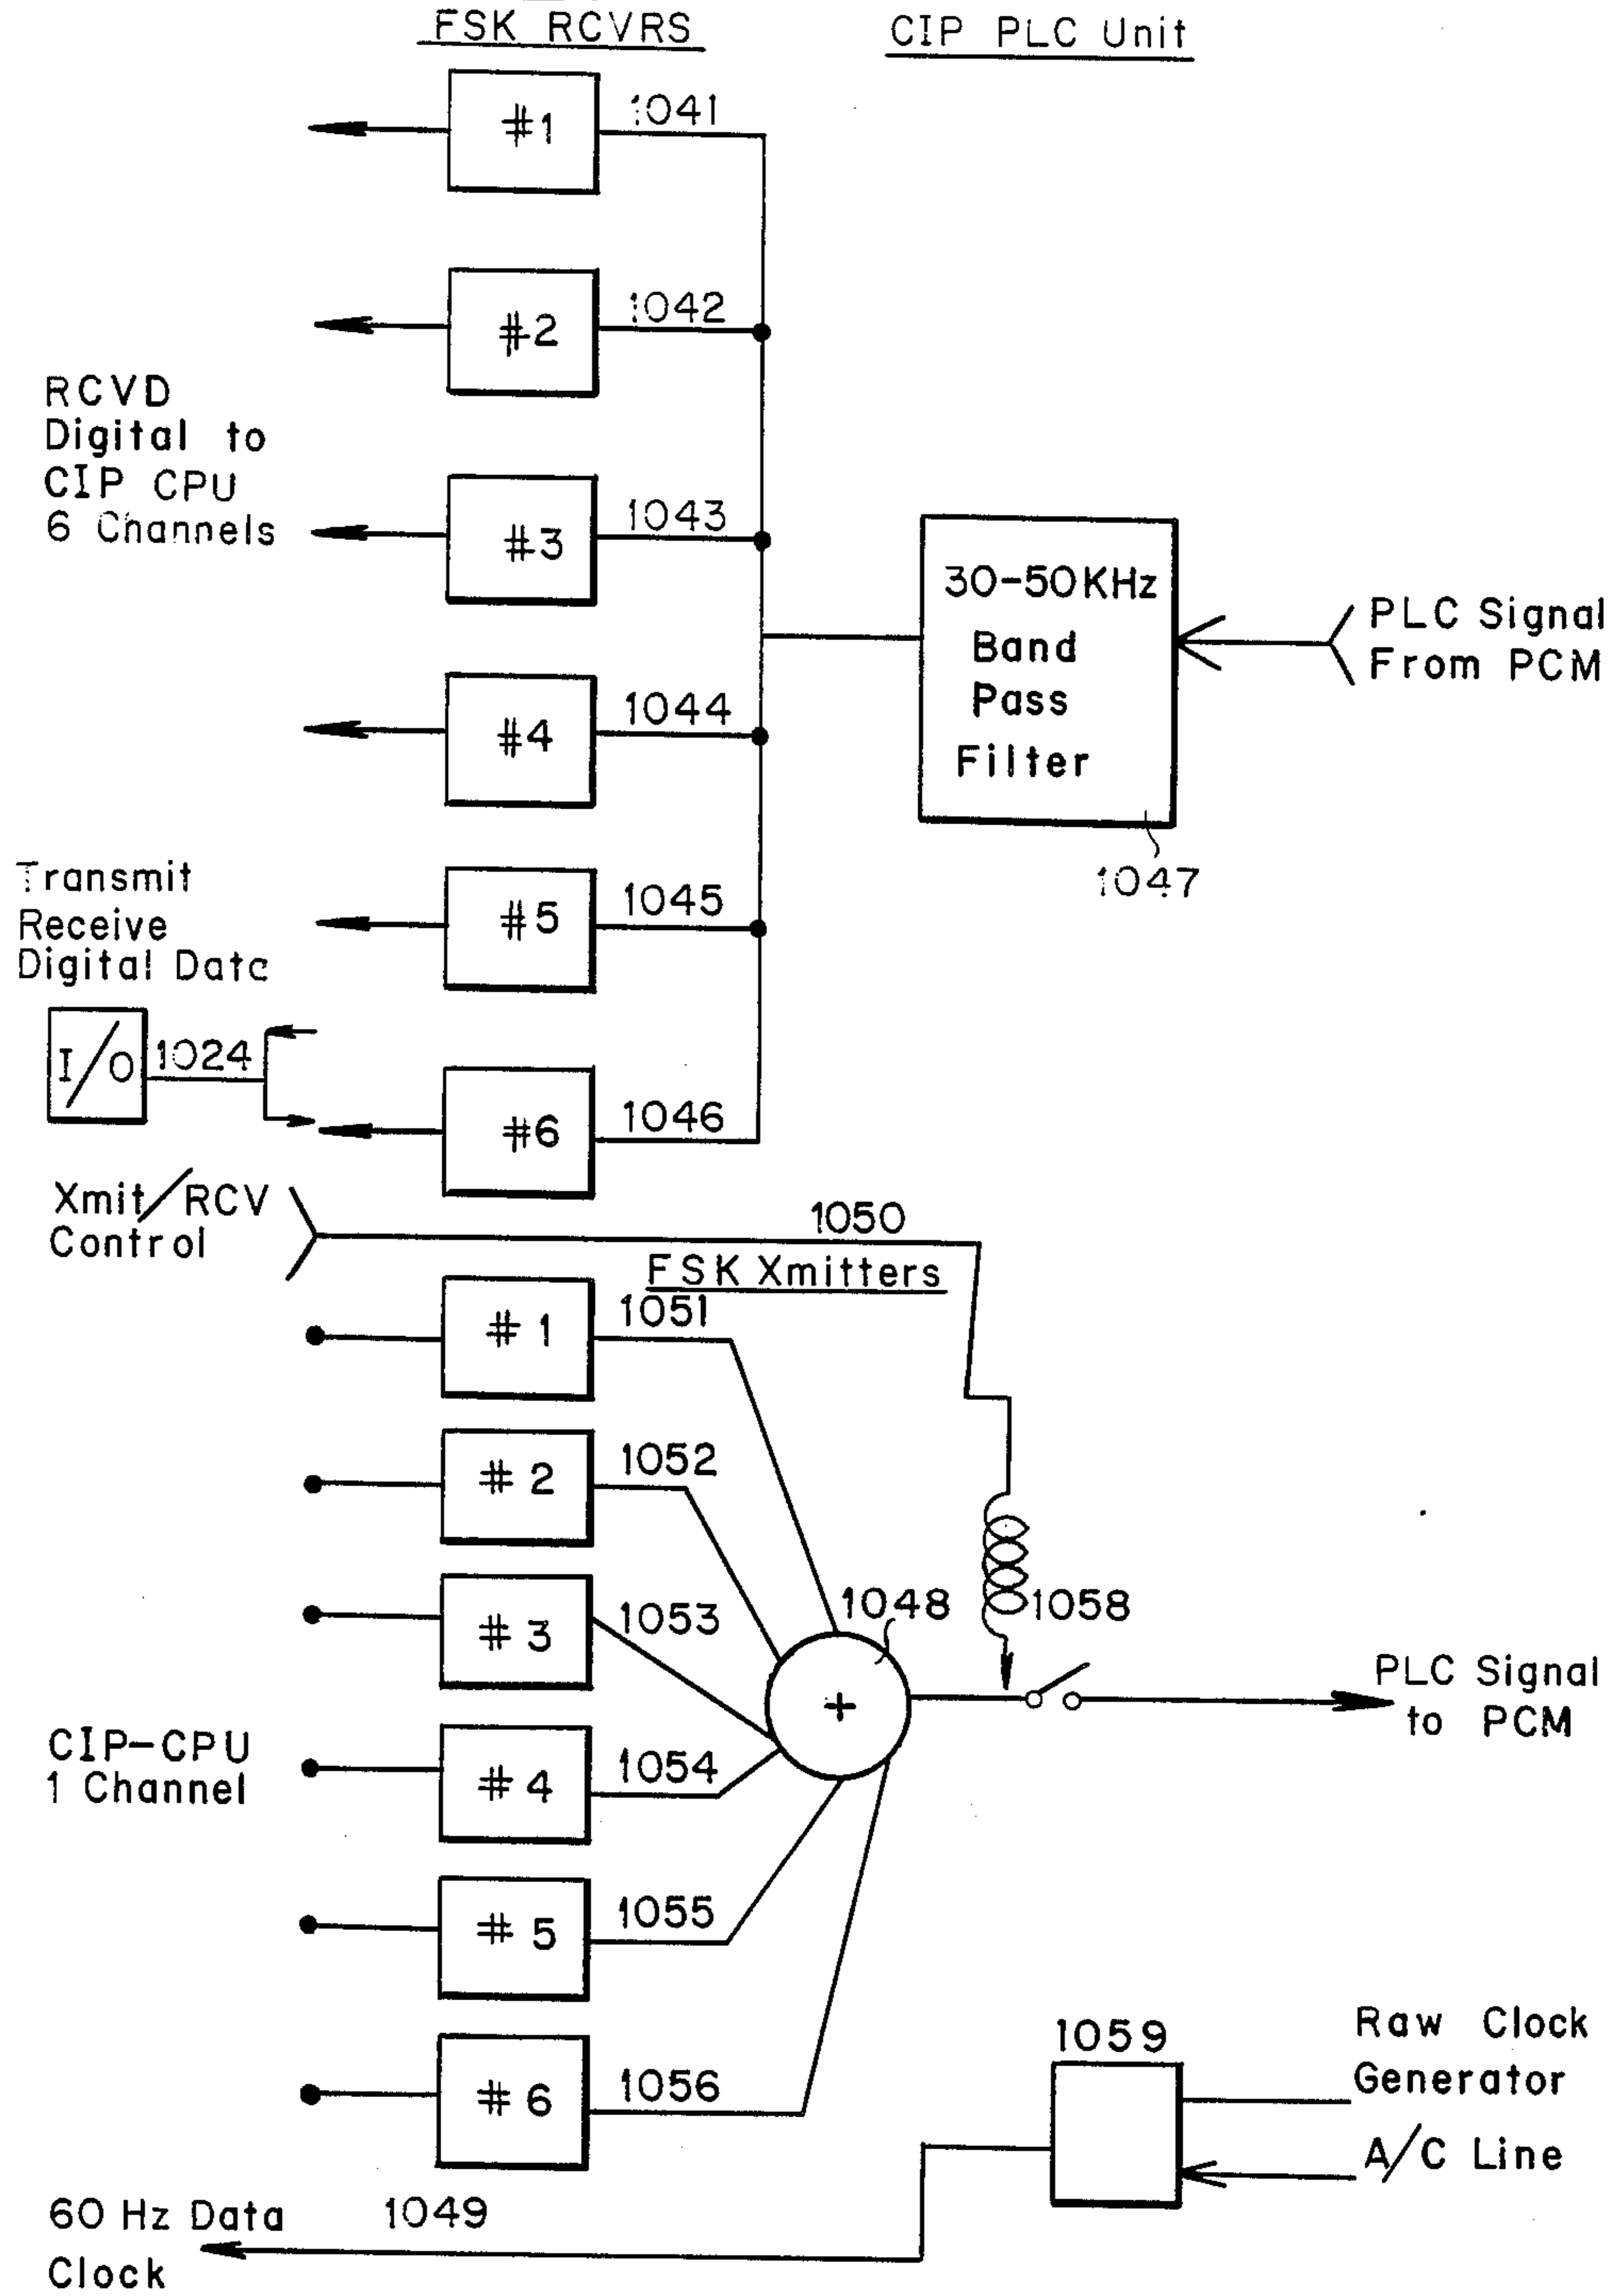 FSK RCVRS
CIP PLC Unit
#1
1041
#2
1042
RCVD
Digital to
CIP CPU
6 Channels
#3
1043
30-50KHz
Band
Pass
Filter
1047
PLC Signal
From PCM
#4
1044
Transmit
Receive
Digital Data
#5
1045
I/O
1024
#6
1046
Xmit/RCV
Control
1050
FSK Xmitters
# 1
1051
# 2
1052
# 3
1053
1048
1058
+
PLC Signal
to PCM
CIP-CPU
1 Channel
# 4
1054
# 5
1055
# 6
1056
1059
Raw Clock
Generator
A/C Line
60 Hz Data
Clock
1049